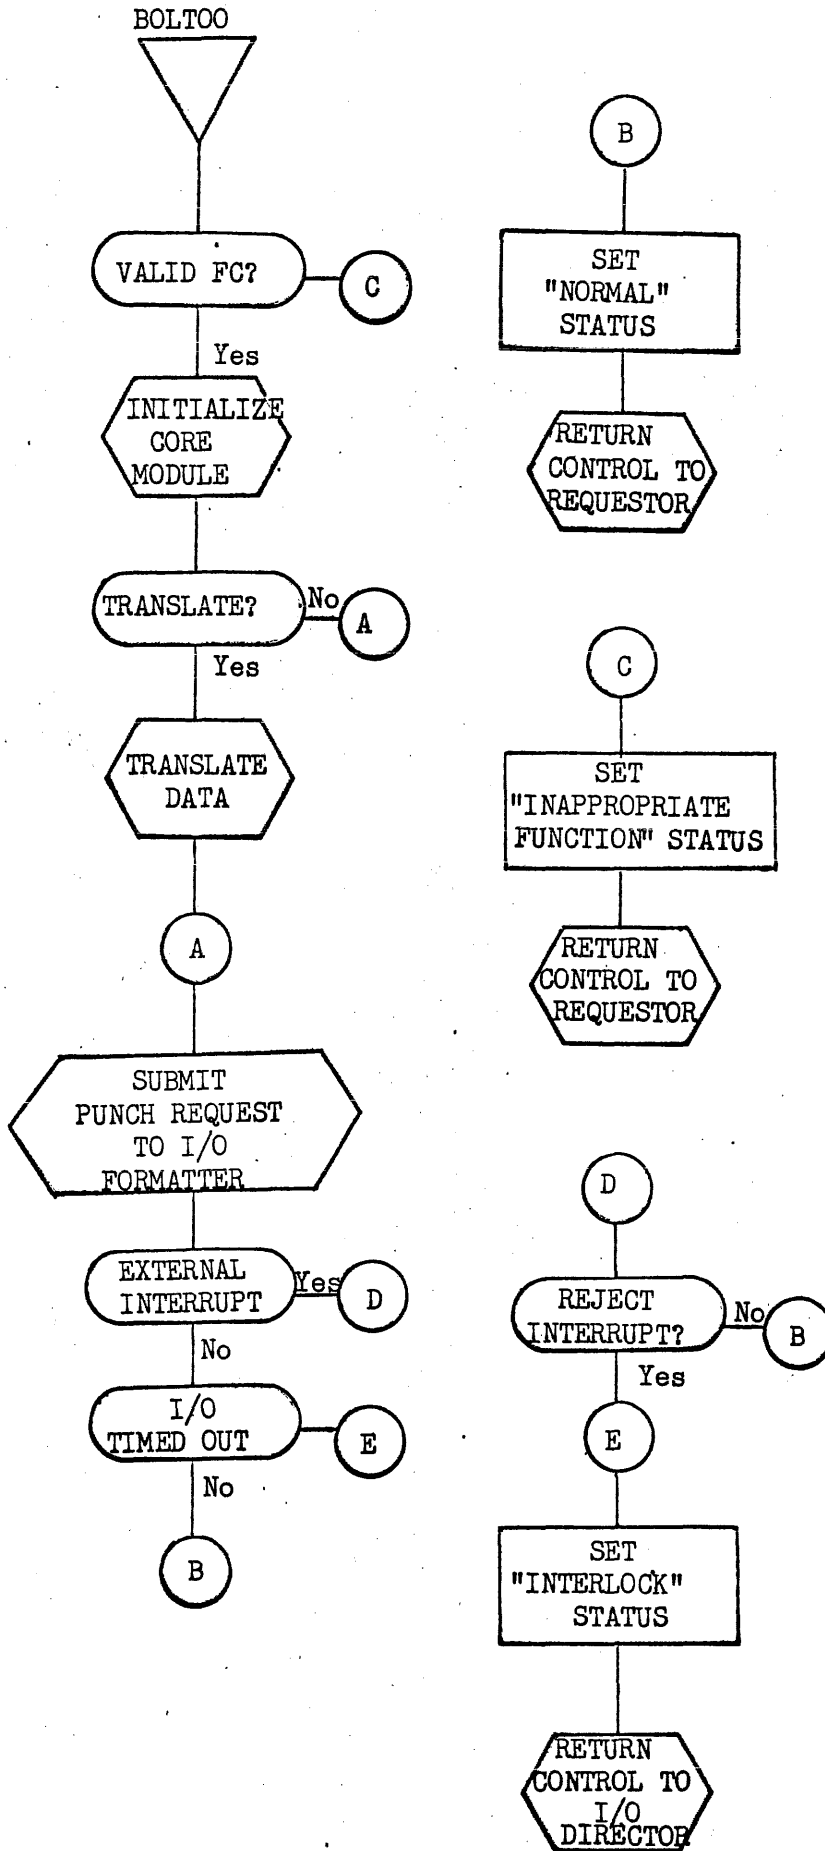 BOLTOO
VALID FC?
C
Yes
INITIALIZE
CORE
MODULE
TRANSLATE?
No
A
Yes
TRANSLATE
DATA
A
SUBMIT
PUNCH REQUEST
TO I/O
FORMATTER
EXTERNAL
INTERRUPT
Yes
D
No
I/O
TIMED OUT
E
No
B
B
SET
"NORMAL"
STATUS
RETURN
CONTROL TO
REQUESTOR
C
SET
"INAPPROPRIATE
FUNCTION" STATUS
RETURN
CONTROL TO
REQUESTOR
D
REJECT
INTERRUPT?
No
B
Yes
E
SET
"INTERLOCK"
STATUS
RETURN
CONTROL TO
I/O
DIRECTOR